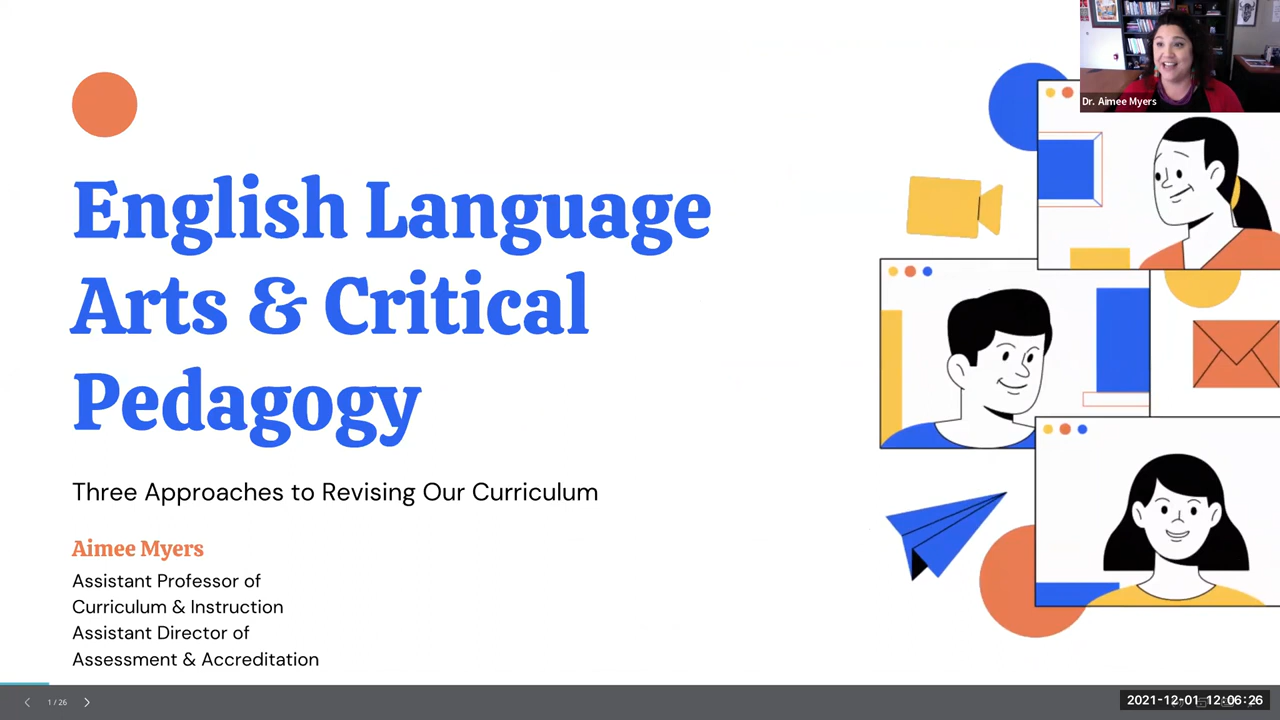 Dr. Aimee Myers
English Language
Arts & Critical
Pedagogy
Three Approaches to Revising Our Curriculum
Aimee Myers
Assistant Professor of
Curriculum & Instruction
Assistant Director of
Assessment & Accreditation
1 / 26
2021-12-01 12:06:26